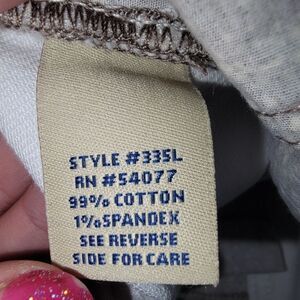 STYLE #335L
RN #54077
99% COTTON
1% SPANDEX
SEE REVERSE
SIDE FOR CARE